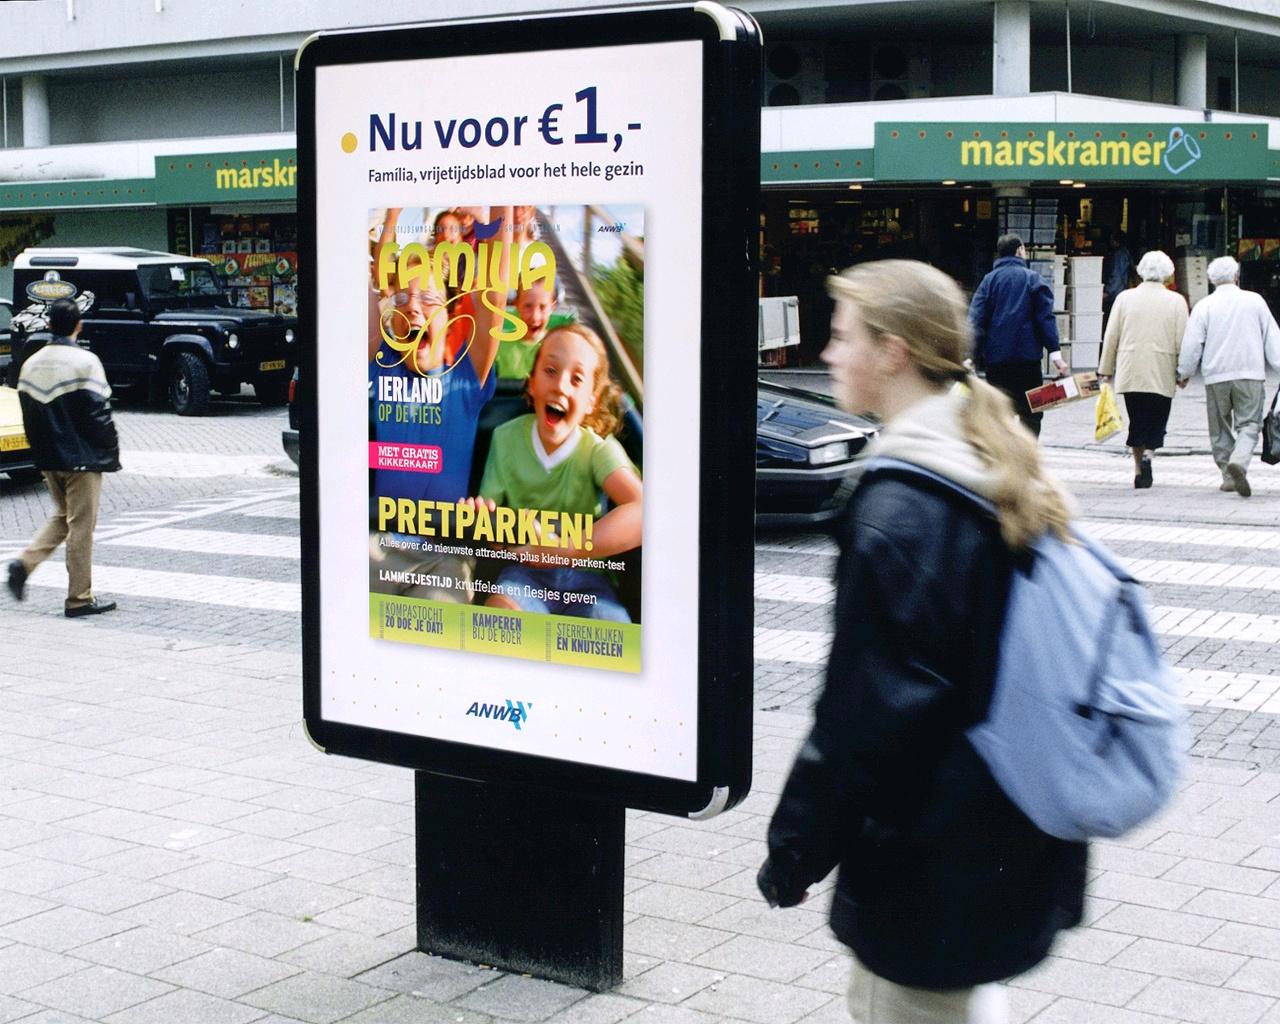 Nu voor € 1,-
Família, vrijetijdsblad voor het hele gezin
marskr
marskramer
ANWB
FAMILIA
IERLAND
OP DE FIETS
MET GRATIS
KIKKERKAART
PRETPARKEN!
Alles over de nieuwste attracties, plus kleine parken-test
LAMMETJESTIJD knuffelen en flesjes geven
KOMPASTOCHT
ZO DOE JE DAT!
KAMPEREN
BIJ DE BOER
STERREN KIJKEN
EN KNUTSELEN
ANWB